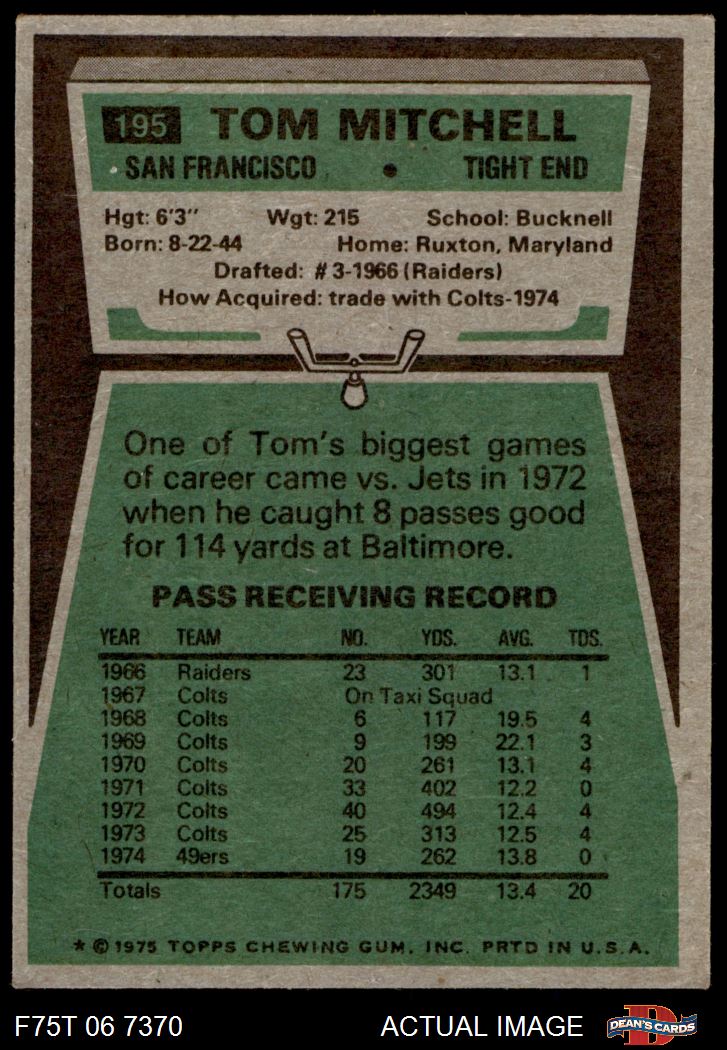 195 TOM MITCHELL
SAN FRANCISCO • TIGHT END
Hgt: 6'3" Wgt: 215 School: Bucknell
Born: 8-22-44 Home: Ruxton, Maryland
Drafted: #3-1966 (Raiders)
How Acquired: trade with Colts-1974
One of Tom's biggest games
of career came vs. Jets in 1972
when he caught 8 passes good
for 114 yards at Baltimore.
PASS RECEIVING RECORD
YEAR TEAM NO. YDS. AVG. TDS.
1966 Raiders 23 301 13.1 1
1967 Colts On Taxi Squad
1968 Colts 6 117 19.5 4
1969 Colts 9 199 22.1 3
1970 Colts 20 261 13.1 4
1971 Colts 33 402 12.2 0
1972 Colts 40 494 12.4 4
1973 Colts 25 313 12.5 4
1974 49ers 19 262 13.8 0
Totals 175 2349 13.4 20
* © 1975 TOPPS CHEWING GUM, INC. PRTD IN U.S.A.
F75T 06 7370 ACTUAL IMAGE D DEAN'S CARDS